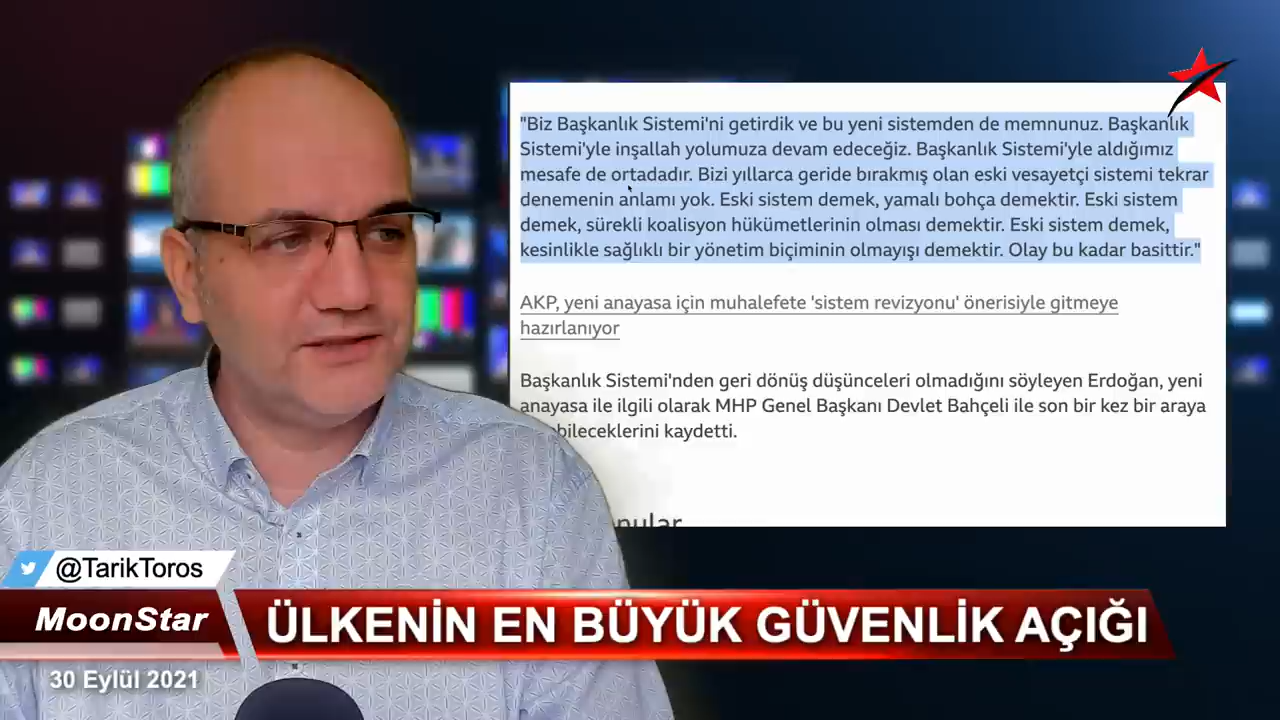 "Biz Başkanlık Sistemi'ni getirdik ve bu yeni sistemden de memnunuz. Başkanlık
Sistemi'yle inşallah yolumuza devam edeceğiz. Başkanlık Sistemi'yle aldığımız
mesafe de ortadadır. Bizi yıllarca geride bırakmış olan eski vesayetçi sistemi tekrar
denemenin anlamı yok. Eski sistem demek, yamalı bohça demektir. Eski sistem
demek, sürekli koalisyon hükümetlerinin olması demektir. Eski sistem demek,
kesinlikle sağlıklı bir yönetim biçiminin olmayışı demektir. Olay bu kadar basittir."
AKP, yeni anayasa için muhalefete 'sistem revizyonu' önerisiyle gitmeye
hazırlanıyor
Başkanlık Sistemi'nden geri dönüş düşünceleri olmadığını söyleyen Erdoğan, yeni
anayasa ile ilgili olarak MHP Genel Başkanı Devlet Bahçeli ile son bir kez bir araya
kaydetti.
@TarikToros
MoonStar
ÜLKENİN EN BÜYÜK GÜVENLİK AÇIĞI
30 Eylül 2021